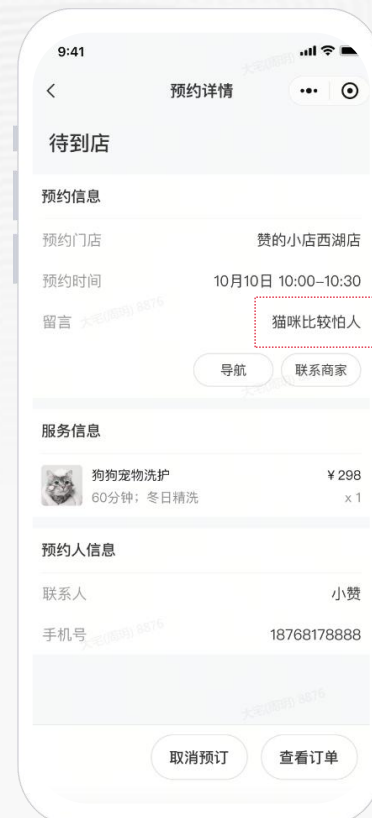 9:41
预约详情
待到店
预约信息
预约门店 赞的小店西湖店
预约时间 10月10日 10:00–10:30
留言 猫咪比较怕人
导航 联系商家
服务信息
狗狗宠物洗护 ¥298
60分钟；冬日精洗 x 1
预约人信息
联系人 小赞
手机号 18768178888
取消预订 查看订单